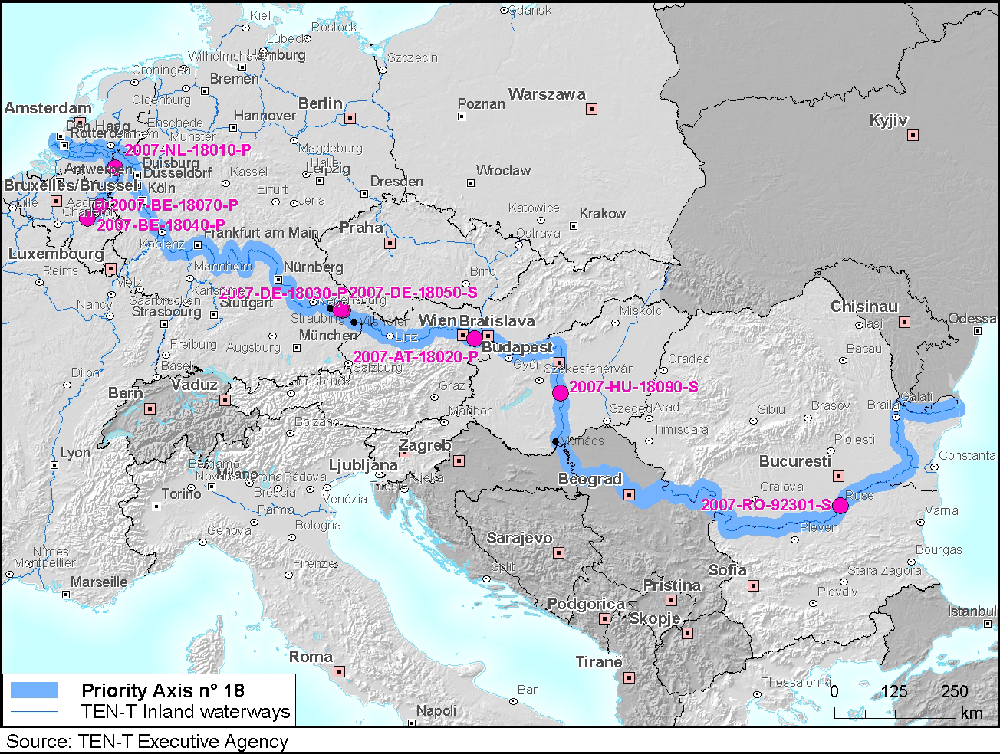 Gdansk
Kiel
Rostock
Lübeck
Wilhelmshaven
Hamburg
Szczecin
Groningen
Bremen
Oldenburg
Amsterdam
Berlin
Warszawa
Poznan
Hannover
Enschede
Kyjiv
Den Haag
Rotterdam
Münster
Magdeburg
2007-NL-18010-P
Duisburg
Halle
Leipzig
Antwerpen
Düsseldorf
Kassel
Wroclaw
Bruxelles/Brussel
Köln
Dresden
Erfurt
Jena
Lille
2007-BE-18070-P
Katowice
Krakow
2007-BE-18040-P
Praha
Frankfurt am Main
Ostrava
Koblenz
Luxembourg
Mannheim
Nürnberg
Reims
Brno
Metz
Karlsruhe
2007-DE-18030-P
2007-DE-18050-S
Saarbrücken
Stuttgart
Regensburg
Nancy
Strasbourg
Straubing
Vilshofen
Wien
Bratislava
Miskolc
Chisinau
Iasi
Odessa
München
Linz
Freiburg
Augsburg
Budapest
2007-AT-18020-P
Bacau
Oradea
Basel
Salzburg
Györ
Székesfehérvár
Dijon
Vaduz
Innsbruck
Graz
2007-HU-18090-S
Bern
Galati
Braila
Brasov
Sibiu
Szeged
Arad
Maribor
Bolzano
Timisoara
Mohács
Ploiesti
Zagreb
Lyon
Constanta
Bergamo
Ljubljana
Bucuresti
Milano
Novara
Verona
Padova
Trieste
Rijeka
Beograd
Craiova
Torino
Brescia
Venézia
Ruse
2007-RO-92301-S
Parma
Varna
Genova
Bologna
Pleven
Sarajevo
Nîmes
Bourgas
Montpellier
Firenze
Split
Sofia
Stara Zagora
Marseille
Pristina
Plovdiv
Podgorica
Skopje
Istanbul
Roma
Tiranë
Thessaloniki
Bari
Napoli
Priority Axis n° 18
TEN-T Inland waterways
0 125 250
km
Source: TEN-T Executive Agency